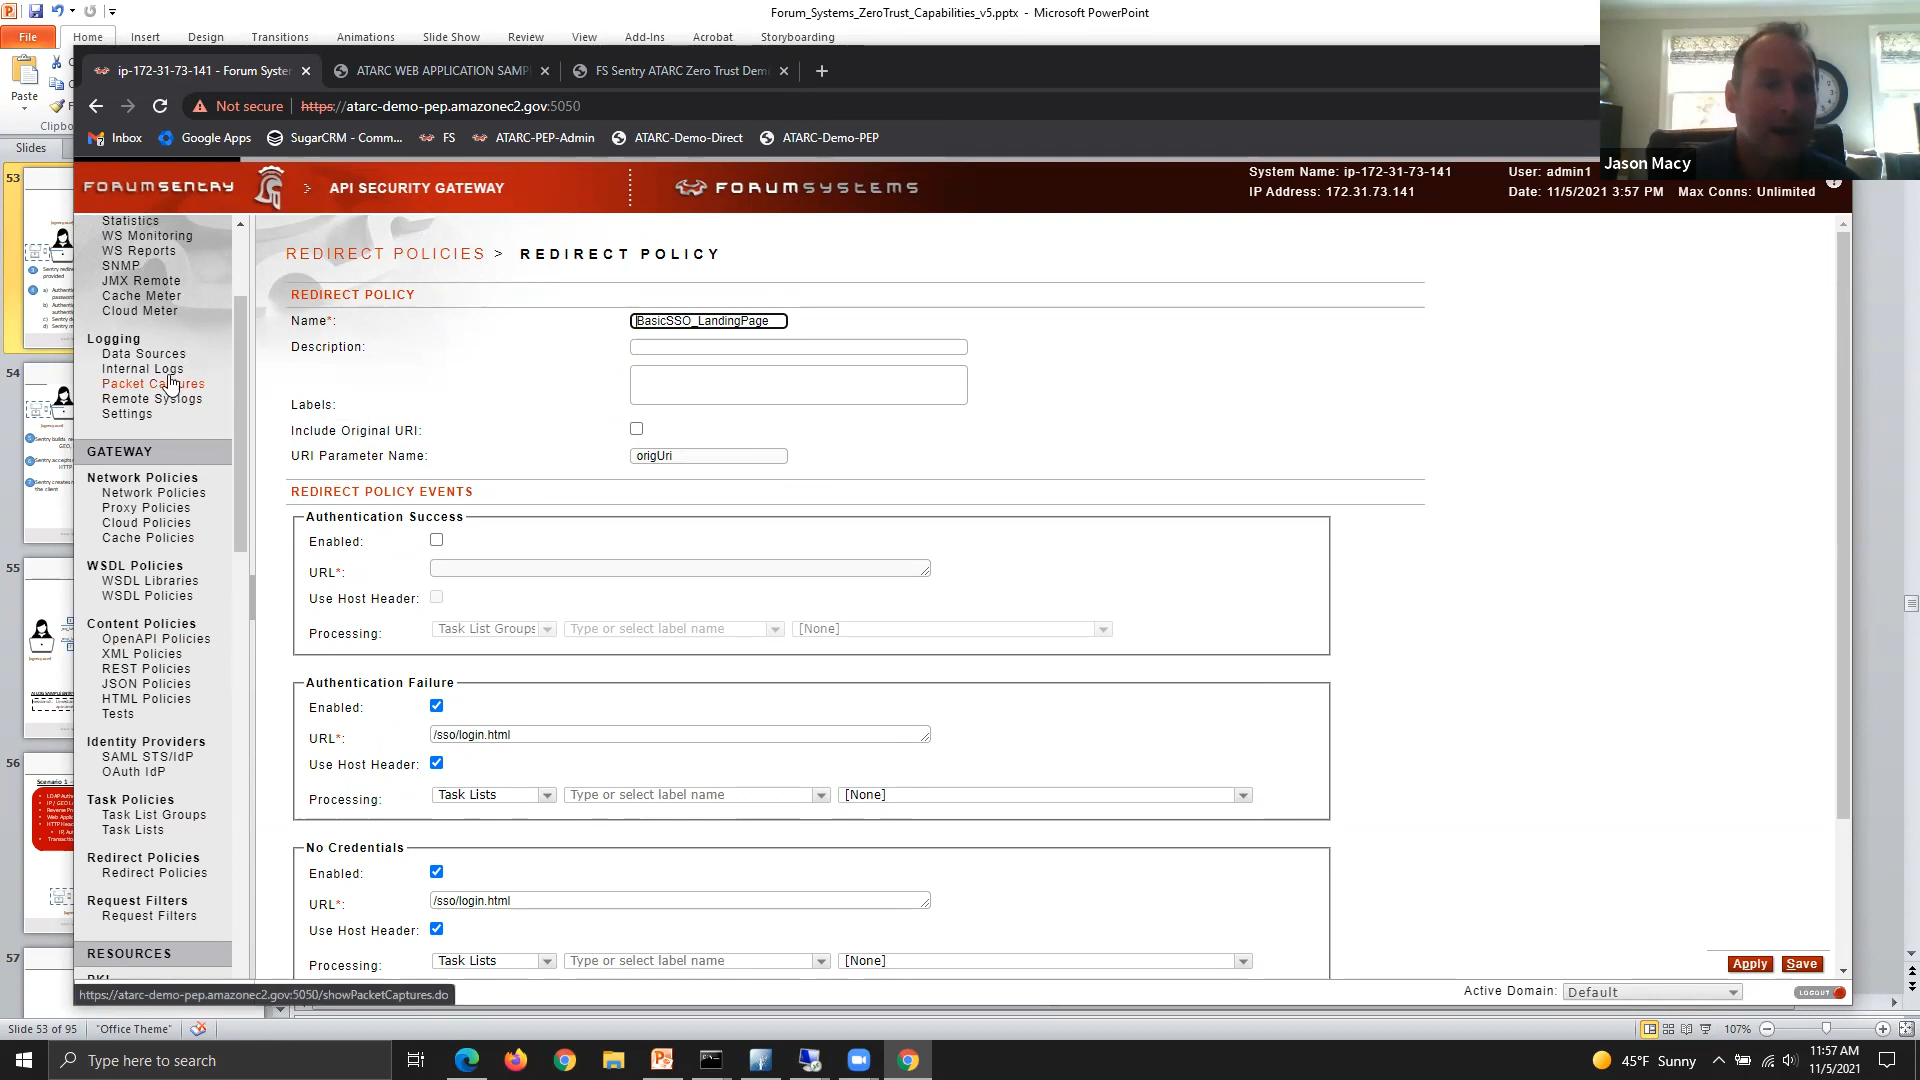 Forum_Systems_ZeroTrust_Capabilities_v5.pptx - Microsoft PowerPoint
File Home Insert Design Transitions Animations Slide Show Review View Add-Ins Acrobat Storyboarding
Paste
Clipbo
Slides
ip-172-31-73-141 - Forum Syste
ATARC WEB APPLICATION SAMP
FS Sentry ATARC Zero Trust Dem
Not secure https://atarc-demo-pep.amazonec2.gov:5050
Inbox Google Apps SugarCRM - Comm... FS ATARC-PEP-Admin ATARC-Demo-Direct ATARC-Demo-PEP
Jason Macy
FORUMSENTRY API SECURITY GATEWAY FORUMSYSTEMS
System Name: ip-172-31-73-141 User: admin1
IP Address: 172.31.73.141 Date: 11/5/2021 3:57 PM Max Conns: Unlimited
Statistics
WS Monitoring
WS Reports
SNMP
JMX Remote
Cache Meter
Cloud Meter
Logging
Data Sources
Internal Logs
Packet Captures
Remote Syslogs
Settings
GATEWAY
Network Policies
Network Policies
Proxy Policies
Cloud Policies
Cache Policies
WSDL Policies
WSDL Libraries
WSDL Policies
Content Policies
OpenAPI Policies
XML Policies
REST Policies
JSON Policies
HTML Policies
Tests
Identity Providers
SAML STS/IdP
OAuth IdP
Task Policies
Task List Groups
Task Lists
Redirect Policies
Redirect Policies
Request Filters
Request Filters
RESOURCES
PKI
REDIRECT POLICIES > REDIRECT POLICY
REDIRECT POLICY
Name*: BasicSSO_LandingPage
Description:
Labels:
Include Original URI:
URI Parameter Name: origUri
REDIRECT POLICY EVENTS
Authentication Success
Enabled:
URL*:
Use Host Header:
Processing: Task List Groups Type or select label name [None]
Authentication Failure
Enabled:
URL*: /sso/login.html
Use Host Header:
Processing: Task Lists Type or select label name [None]
No Credentials
Enabled:
URL*: /sso/login.html
Use Host Header:
Processing: Task Lists Type or select label name [None]
Apply Save
Active Domain: Default LOGOUT
https://atarc-demo-pep.amazonec2.gov:5050/showPacketCaptures.do
53
54
55
56
Scenario 1 -
57
Slide 53 of 95 "Office Theme" 107%
Type here to search
45°F Sunny
11:57 AM
11/5/2021